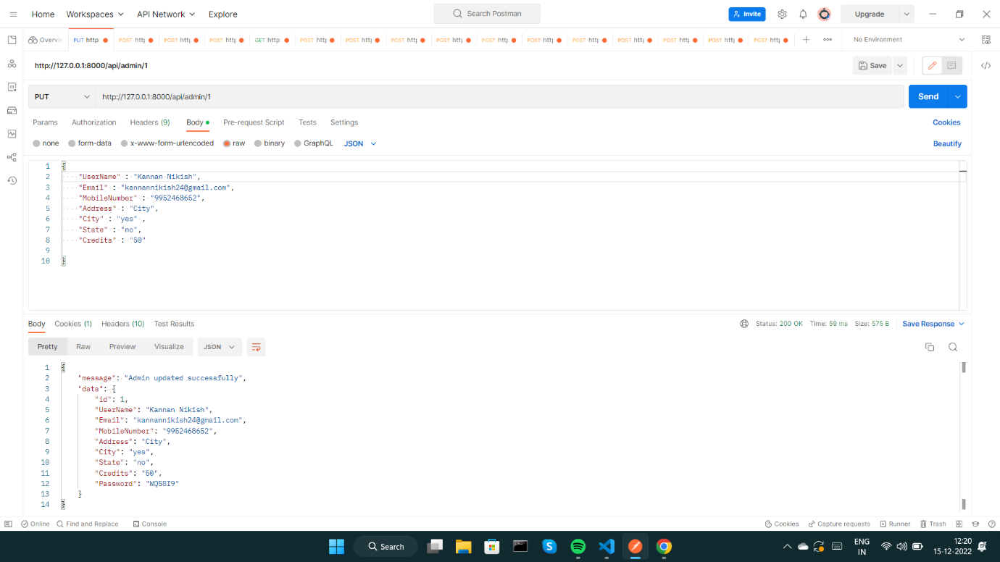 Home Workspaces API Network Explore Search Postman Invite Upgrade
Overvie PUT http: POST http POST http POST http GET http: POST http POST http POST http POST http POST http POST http POST http POST http POST http POST http POST http No Environment
http://127.0.0.1:8000/api/admin/1 Save
PUT http://127.0.0.1:8000/api/admin/1 Send
Params Authorization Headers (9) Body Pre-request Script Tests Settings Cookies
none form-data x-www-form-urlencoded raw binary GraphQL JSON Beautify
1 {
2 "UserName" : "Kannan Nikish",
3 "Email" : "kannannikish24@gmail.com",
4 "MobileNumber" : "9952468652",
5 "Address" : "City",
6 "City" : "yes" ,
7 "State" : "no",
8 "Credits" : "50"
9
10 }
Body Cookies (1) Headers (10) Test Results Status: 200 OK Time: 59 ms Size: 575 B Save Response
Pretty Raw Preview Visualize JSON
1 {
2 "message": "Admin updated successfully",
3 "data": {
4 "id": 1,
5 "UserName": "Kannan Nikish",
6 "Email": "kannannikish24@gmail.com",
7 "MobileNumber": "9952468652",
8 "Address": "City",
9 "City": "yes",
10 "State": "no",
11 "Credits": "50",
12 "Password": "WQ58I9"
13 }
14 }
Online Find and Replace Console Cookies Capture requests Runner Trash
Search ENG IN 12:20
15-12-2022